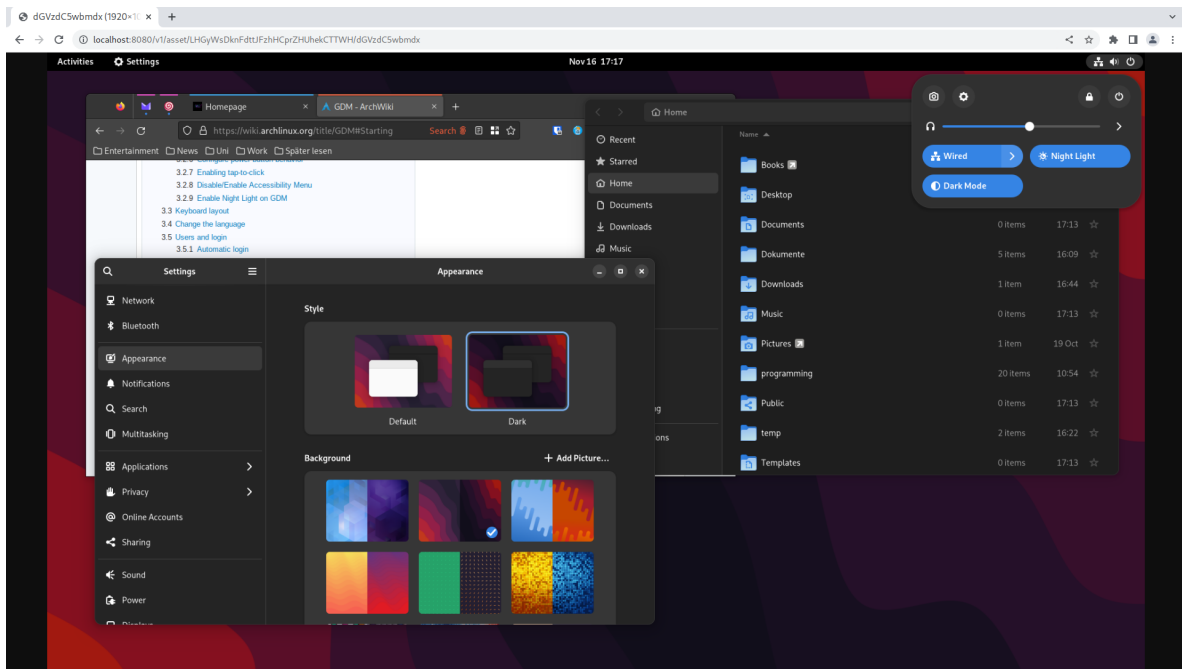 dGVzdC5wbmdx (1920×1
localhost:8080/v1/asset/LHGyWsDknFdttJFzhHCprZHUhekCTTWH/dGVzdC5wbmdx
Activities
Settings
Nov 16 17:17
Homepage
GDM - ArchWiki
https://wiki.archlinux.org/title/GDM#Starting
Search
Entertainment
News
Uni
Work
Später lesen
3.2.6 Configure power button behavior
3.2.7 Enabling tap-to-click
3.2.8 Disable/Enable Accessibility Menu
3.2.9 Enable Night Light on GDM
3.3 Keyboard layout
3.4 Change the language
3.5 Users and login
3.5.1 Automatic login
Home
Recent
Starred
Home
Documents
Downloads
Music
Name
Books
Desktop
Documents 0 items 17:13
Dokumente 5 items 16:09
Downloads 1 item 16:44
Music 0 items 17:13
Pictures 1 item 19 Oct
programming 20 items 10:54
Public 0 items 17:13
temp 2 items 16:22
Templates 0 items 17:13
Wired
Night Light
Dark Mode
Settings
Appearance
Network
Bluetooth
Appearance
Notifications
Search
Multitasking
Applications
Privacy
Online Accounts
Sharing
Sound
Power
Displays
Style
Default
Dark
Background
+ Add Picture...